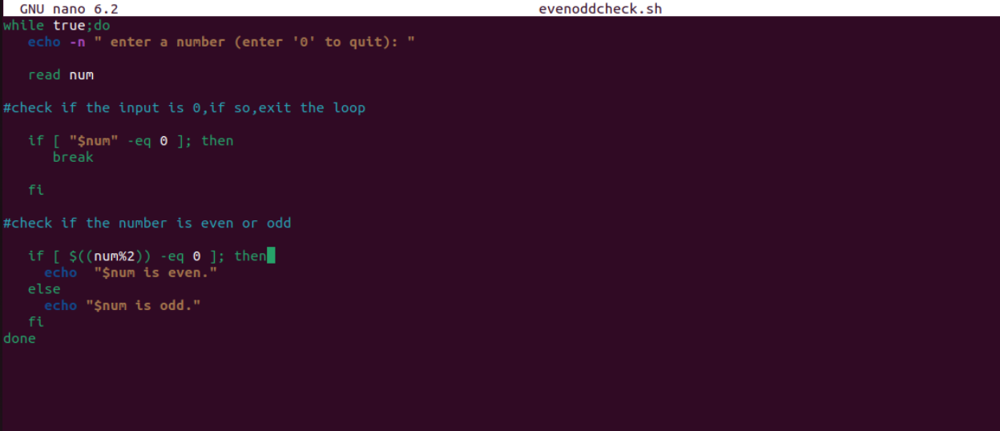 GNU nano 6.2 evenoddcheck.sh
while true;do
   echo -n " enter a number (enter '0' to quit): "
   read num
#check if the input is 0,if so,exit the loop
   if [ "$num" -eq 0 ]; then
      break
   fi
#check if the number is even or odd
   if [ $((num%2)) -eq 0 ]; then
     echo  "$num is even."
   else
     echo "$num is odd."
   fi
done